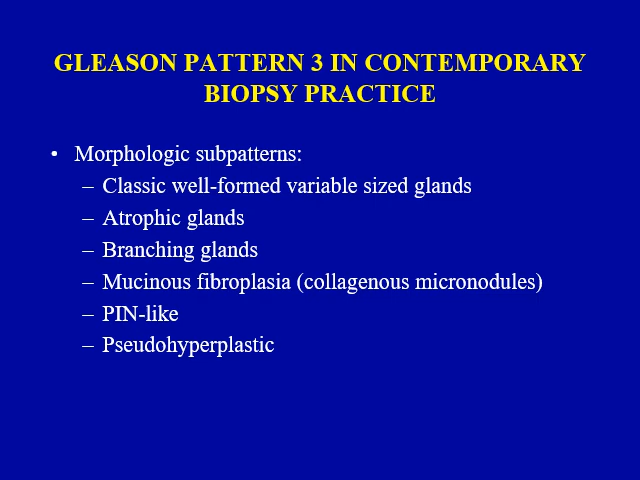 GLEASON PATTERN 3 IN CONTEMPORARY
BIOPSY PRACTICE
• Morphologic subpatterns:
– Classic well-formed variable sized glands
– Atrophic glands
– Branching glands
– Mucinous fibroplasia (collagenous micronodules)
– PIN-like
– Pseudohyperplastic